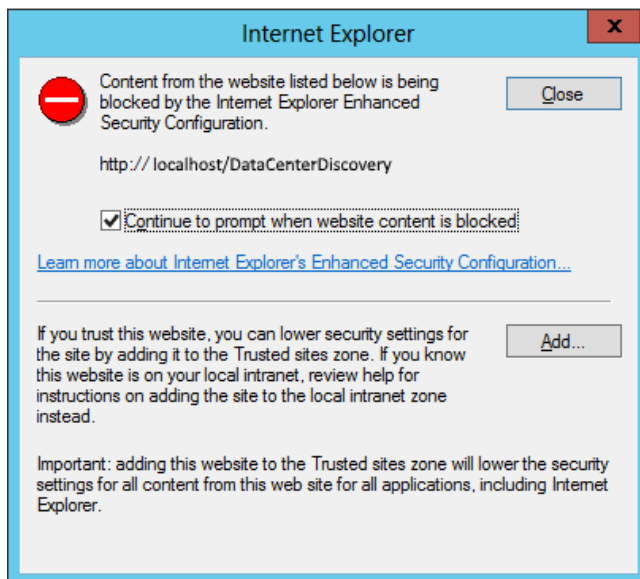 Internet Explorer
x
Content from the website listed below is being
blocked by the Internet Explorer Enhanced
Security Configuration.
Close
http:// localhost/DataCenterDiscovery
Continue to prompt when website content is blocked
Learn more about Internet Explorer's Enhanced Security Configuration...
If you trust this website, you can lower security settings for
the site by adding it to the Trusted sites zone. If you know
this website is on your local intranet, review help for
instructions on adding the site to the local intranet zone
instead.
Add...
Important: adding this website to the Trusted sites zone will lower the security
settings for all content from this web site for all applications, including Internet
Explorer.